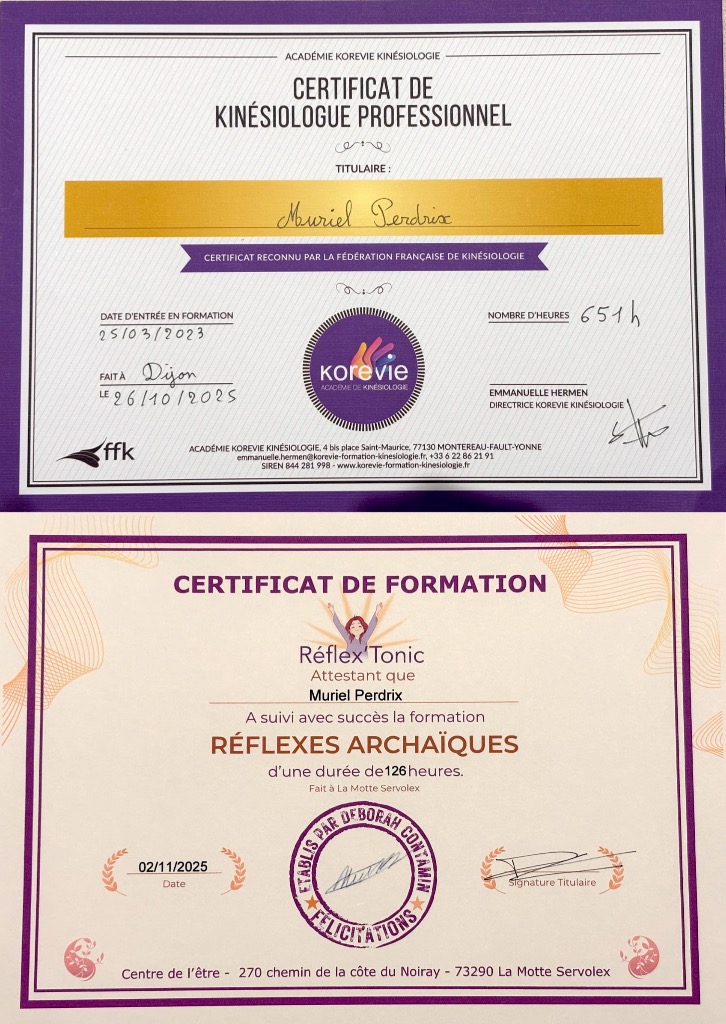 ACADÉMIE KOREVIE KINÉSIOLOGIE
CERTIFICAT DE
KINÉSIOLOGUE PROFESSIONNEL
TITULAIRE :
Muriel Perdrix
CERTIFICAT RECONNU PAR LA FÉDÉRATION FRANÇAISE DE KINÉSIOLOGIE
DATE D'ENTRÉE EN FORMATION
25/03/2023
NOMBRE D'HEURES 651 h
FAIT À Dijon
LE 26/10/2025
KOREVIE
ACADÉMIE DE KINÉSIOLOGIE
EMMANUELLE HERMEN
DIRECTRICE KOREVIE KINÉSIOLOGIE
ffk
ACADÉMIE KOREVIE KINÉSIOLOGIE, 4 bis place Saint-Maurice, 77130 MONTEREAU-FAULT-YONNE
emmanuelle.hermen@korevie-formation-kinesiologie.fr, +33 6 22 86 21 91
SIREN 844 281 998 - www.korevie-formation-kinesiologie.fr
CERTIFICAT DE FORMATION
Réflex'Tonic
Attestant que
Muriel Perdrix
A suivi avec succès la formation
RÉFLEXES ARCHAÏQUES
d'une durée de 126 heures.
Fait à La Motte Servolex
ETABLIS PAR DEBORAH CONTAMIN
FÉLICITATIONS
02/11/2025
Date
Signature Titulaire
Centre de l'être - 270 chemin de la côte du Noiray - 73290 La Motte Servolex